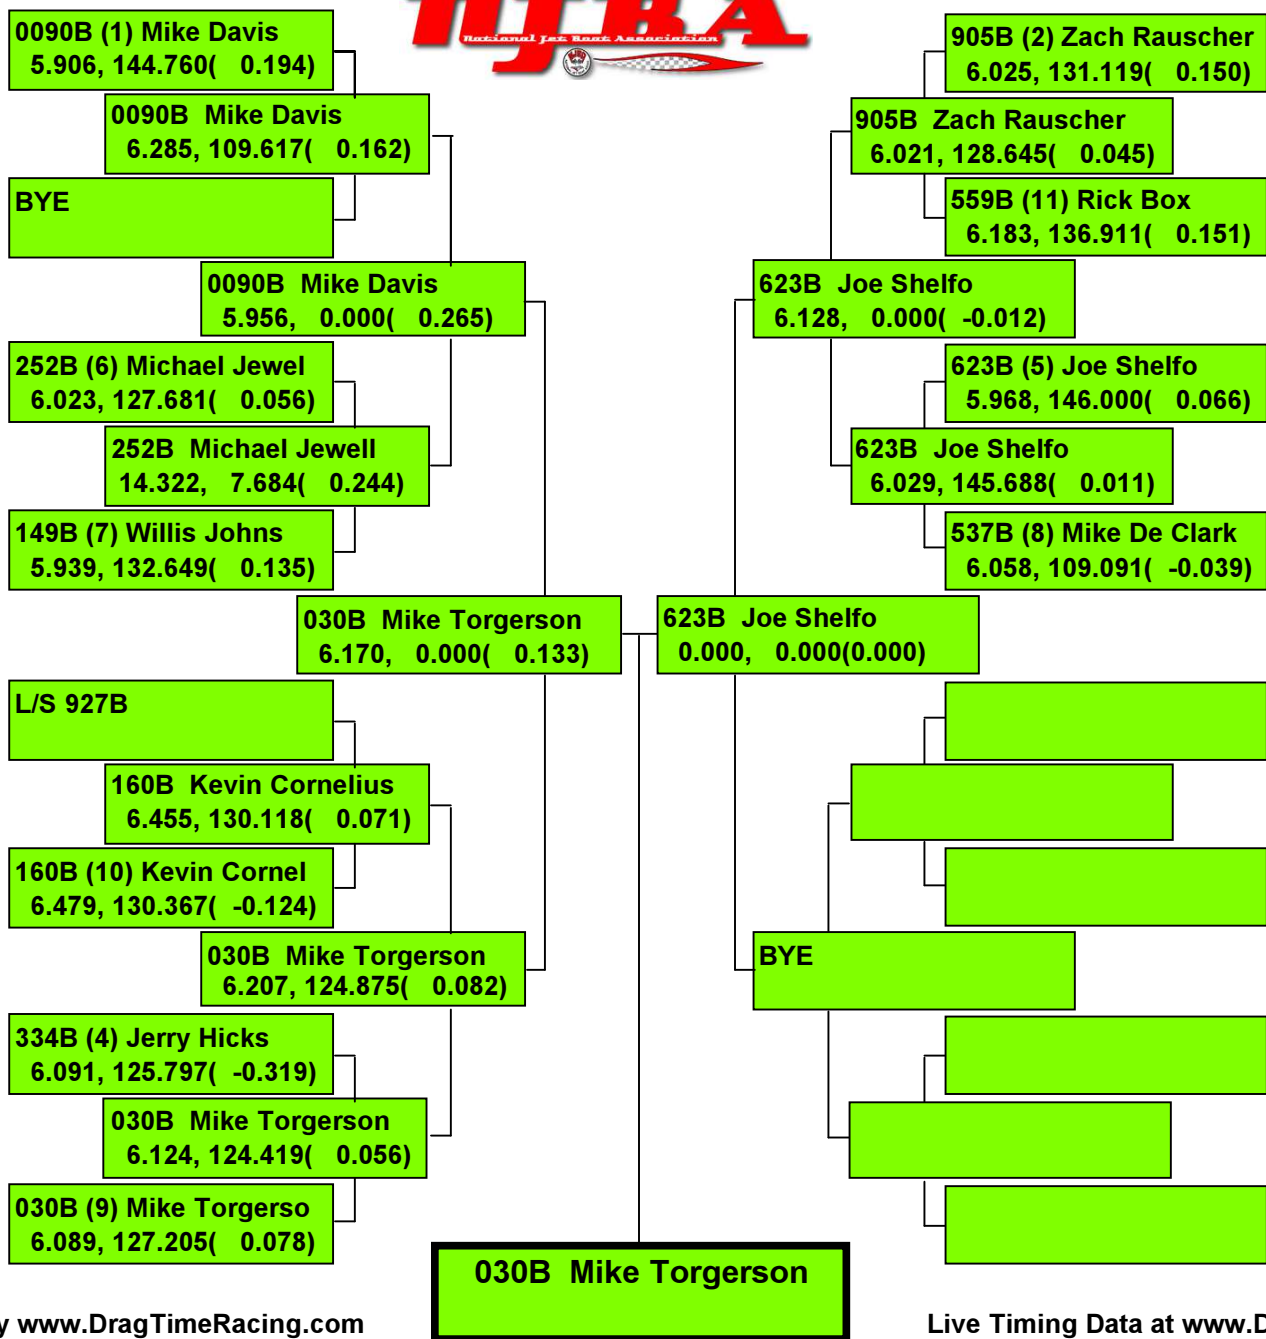 NJBA
National Jet Boat Association
0090B (1) Mike Davis
5.906, 144.760( 0.194)
0090B Mike Davis
6.285, 109.617( 0.162)
BYE
0090B Mike Davis
5.956, 0.000( 0.265)
252B (6) Michael Jewel
6.023, 127.681( 0.056)
252B Michael Jewell
14.322, 7.684( 0.244)
149B (7) Willis Johns
5.939, 132.649( 0.135)
030B Mike Torgerson
6.170, 0.000( 0.133)
L/S 927B
160B Kevin Cornelius
6.455, 130.118( 0.071)
160B (10) Kevin Cornel
6.479, 130.367( -0.124)
030B Mike Torgerson
6.207, 124.875( 0.082)
334B (4) Jerry Hicks
6.091, 125.797( -0.319)
030B Mike Torgerson
6.124, 124.419( 0.056)
030B (9) Mike Torgerso
6.089, 127.205( 0.078)
905B (2) Zach Rauscher
6.025, 131.119( 0.150)
905B Zach Rauscher
6.021, 128.645( 0.045)
559B (11) Rick Box
6.183, 136.911( 0.151)
623B Joe Shelfo
6.128, 0.000( -0.012)
623B (5) Joe Shelfo
5.968, 146.000( 0.066)
623B Joe Shelfo
6.029, 145.688( 0.011)
537B (8) Mike De Clark
6.058, 109.091( -0.039)
623B Joe Shelfo
0.000, 0.000(0.000)
BYE
030B Mike Torgerson
y www.DragTimeRacing.com
Live Timing Data at www.D